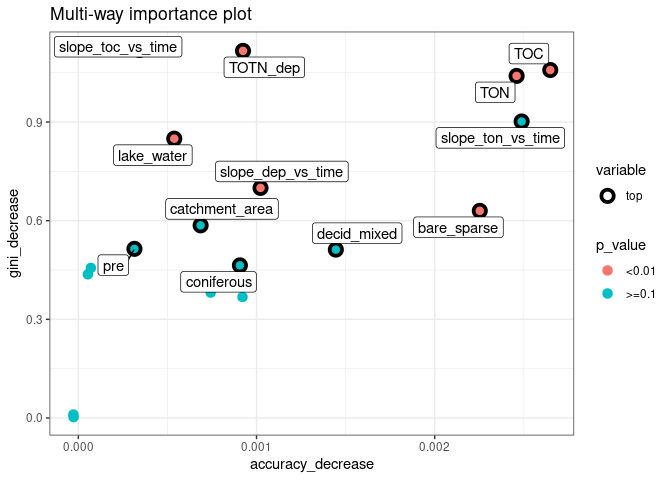 Multi-way importance plot
slope_toc_vs_time
TOTN_dep
TOC
TON
slope_ton_vs_time
lake_water
slope_dep_vs_time
catchment_area
bare_sparse
decid_mixed
pre
coniferous
0.9
0.6
0.3
0.0
gini_decrease
0.000
0.001
0.002
accuracy_decrease
variable
top
p_value
<0.01
>=0.1